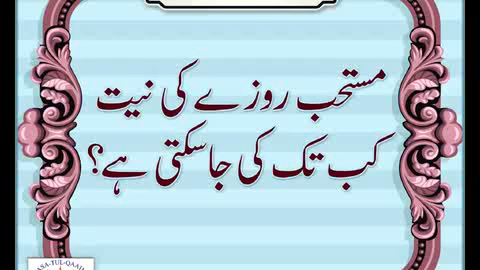 مستحب روزے کی نیت
کب تک کی جاسکتی ہے؟